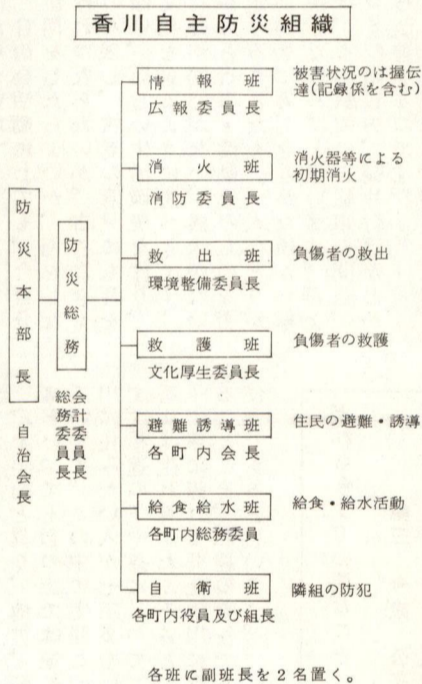 香川自主防災組織
防災本部長
自治会長
防災総務
会計委員長
総務委員長
情報班
広報委員長
被害状況のは握伝
達(記録係を含む)
消火班
消防委員長
消火器等による
初期消火
救出班
環境整備委員長
負傷者の救出
救護班
文化厚生委員長
負傷者の救護
避難誘導班
各町内会長
住民の避難・誘導
給食給水班
各町内総務委員
給食・給水活動
自衛班
各町内役員及び組長
隣組の防犯
各班に副班長を2名置く。